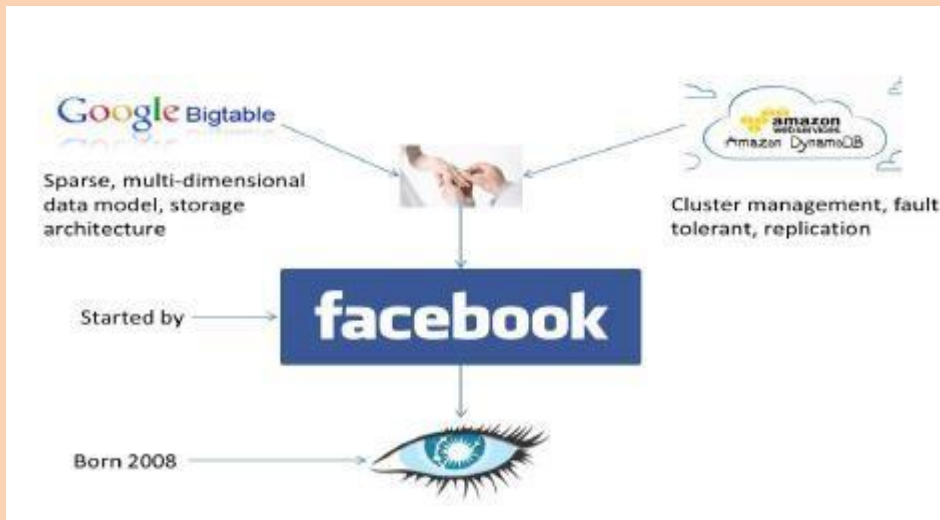 Google Bigtable
Sparse, multi-dimensional
data model, storage
architecture
amazon
webservices
Amazon DynamoDB
Cluster management, fault
tolerant, replication
Started by
facebook
Born 2008